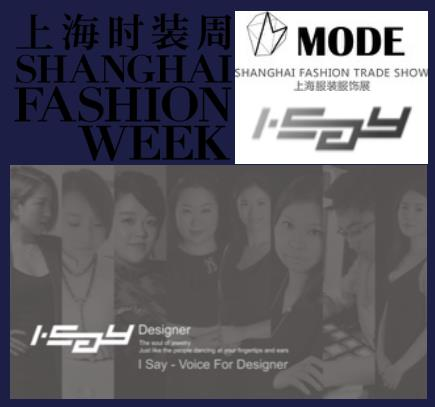 上海时装周
SHANGHAI
FASHION
WEEK
MODE
SHANGHAI FASHION TRADE SHOW
上海服装服饰展
I·Say
I·Say
Designer
The soul of jewelry
Just like the people dancing at your fingertips and ears
I Say - Voice For Designer